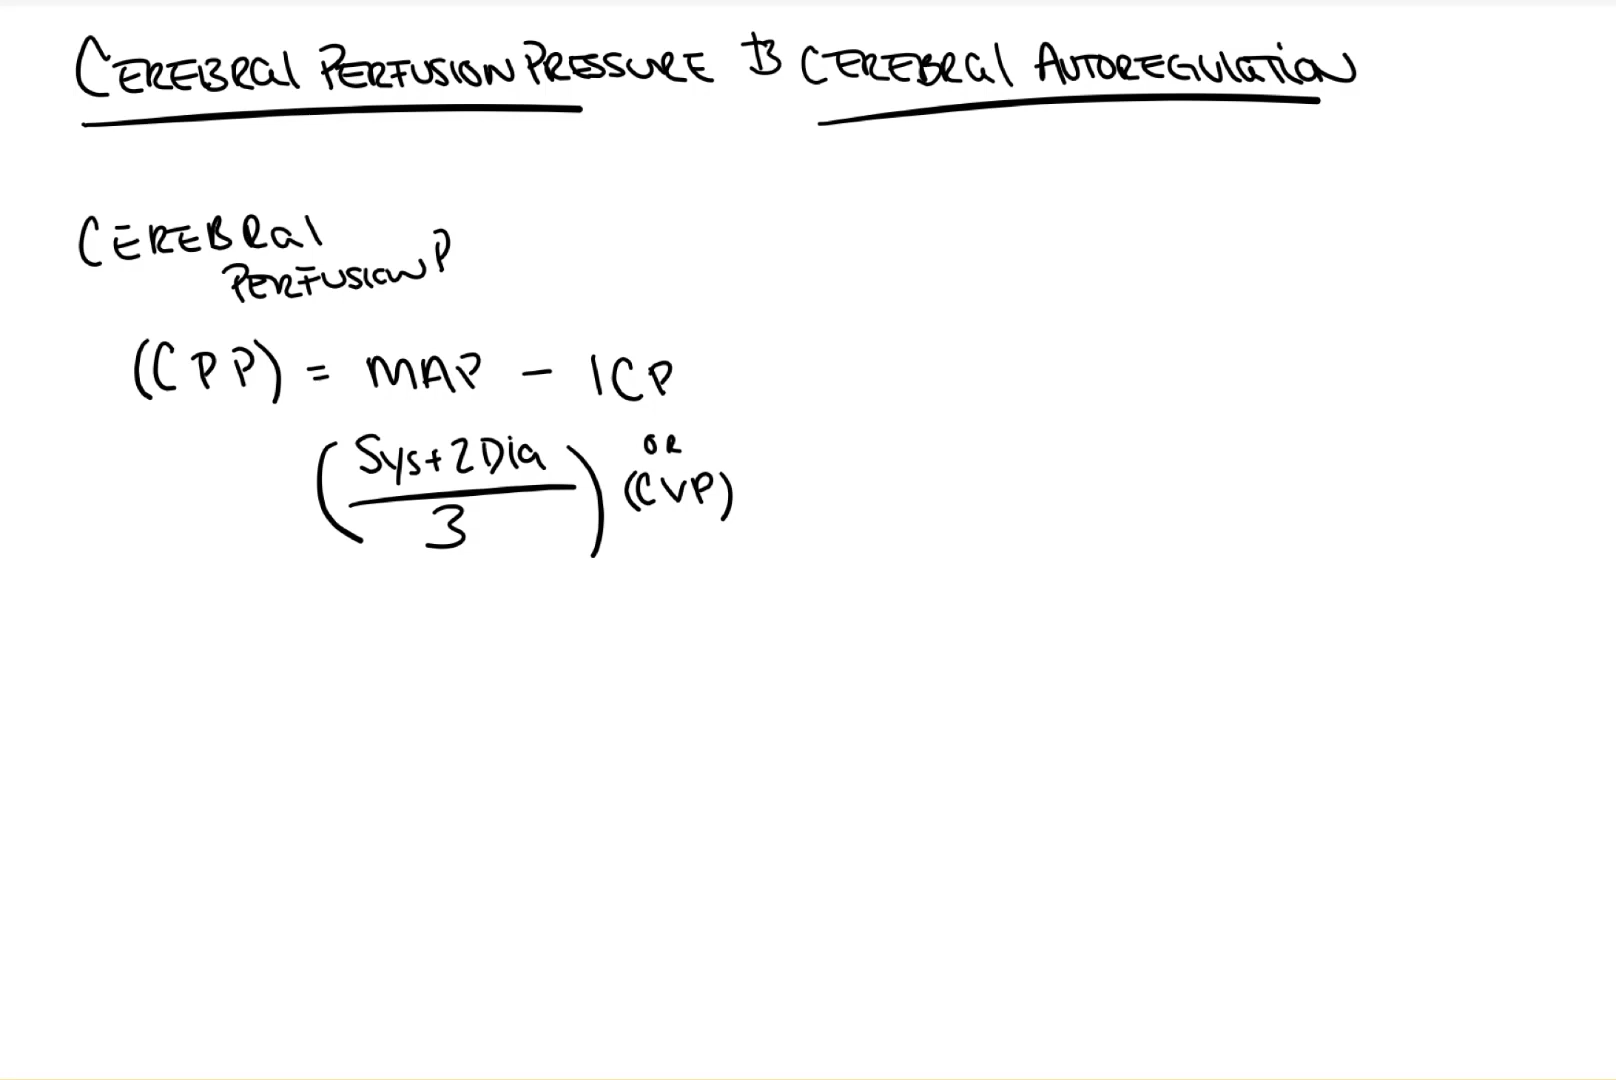 CEREBRAL PERFUSION PRESSURE & CEREBRAL AUTOREGULATION
CEREBRAL
PERFUSION P
(CPP) = MAP - ICP
(Sys+2Dia
3) OR
(CVP)